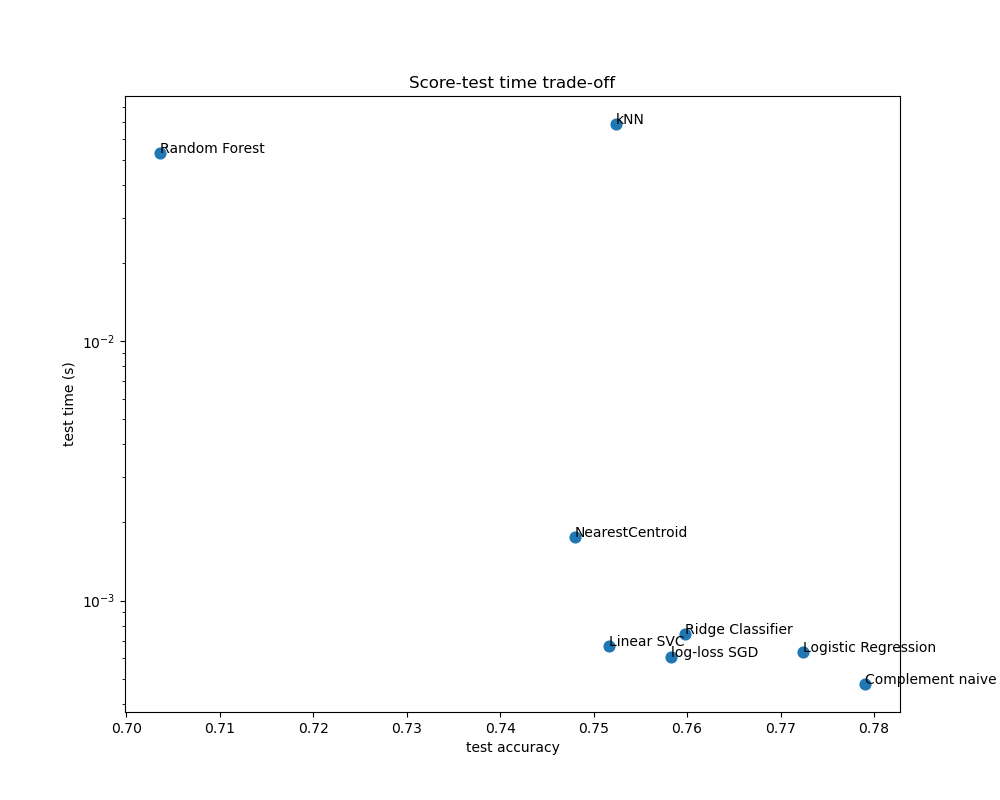 Score-test time trade-off
kNN
Random Forest
10⁻²
test time (s)
NearestCentroid
10⁻³
Ridge Classifier
Linear SVC
log-loss SGD
Logistic Regression
Complement naive
0.70 0.71 0.72 0.73 0.74 0.75 0.76 0.77 0.78
test accuracy